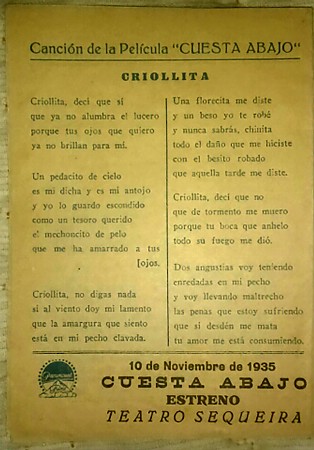 Canción de la Película "CUESTA ABAJO"
CRIOLLITA
Criollita, decí que sí
que ya no alumbra el lucero
porque tus ojos que quiero
ya no brillan para mí.
Un pedacito de cielo
es mi dicha y es mi antojo
y yo lo guardo escondido
como un tesoro querido
el mechoncito de pelo
que me ha amarrado a tus
[ojos.
Criollita, no digas nada
si al viento doy mi lamento
que la amargura que siento
está en mi pecho clavada.
Una florecita me diste
y un beso yo te robé
y nunca sabrás, chinita
todo el daño que me hiciste
con el besito robado
que aquella tarde me diste.
Criollita, decí que no
que de tormento me muero
porque tu boca que anhelo
todo su fuego me dió.
Dos angustias voy teniendo
enredadas en mi pecho
y voy llevando maltrecho
las penas que estoy sufriendo
que si desdén me mata
tu amor me está consumiendo.
Paramount
10 de Noviembre de 1935
CUESTA ABAJO
ESTRENO
TEATRO SEQUEIRA